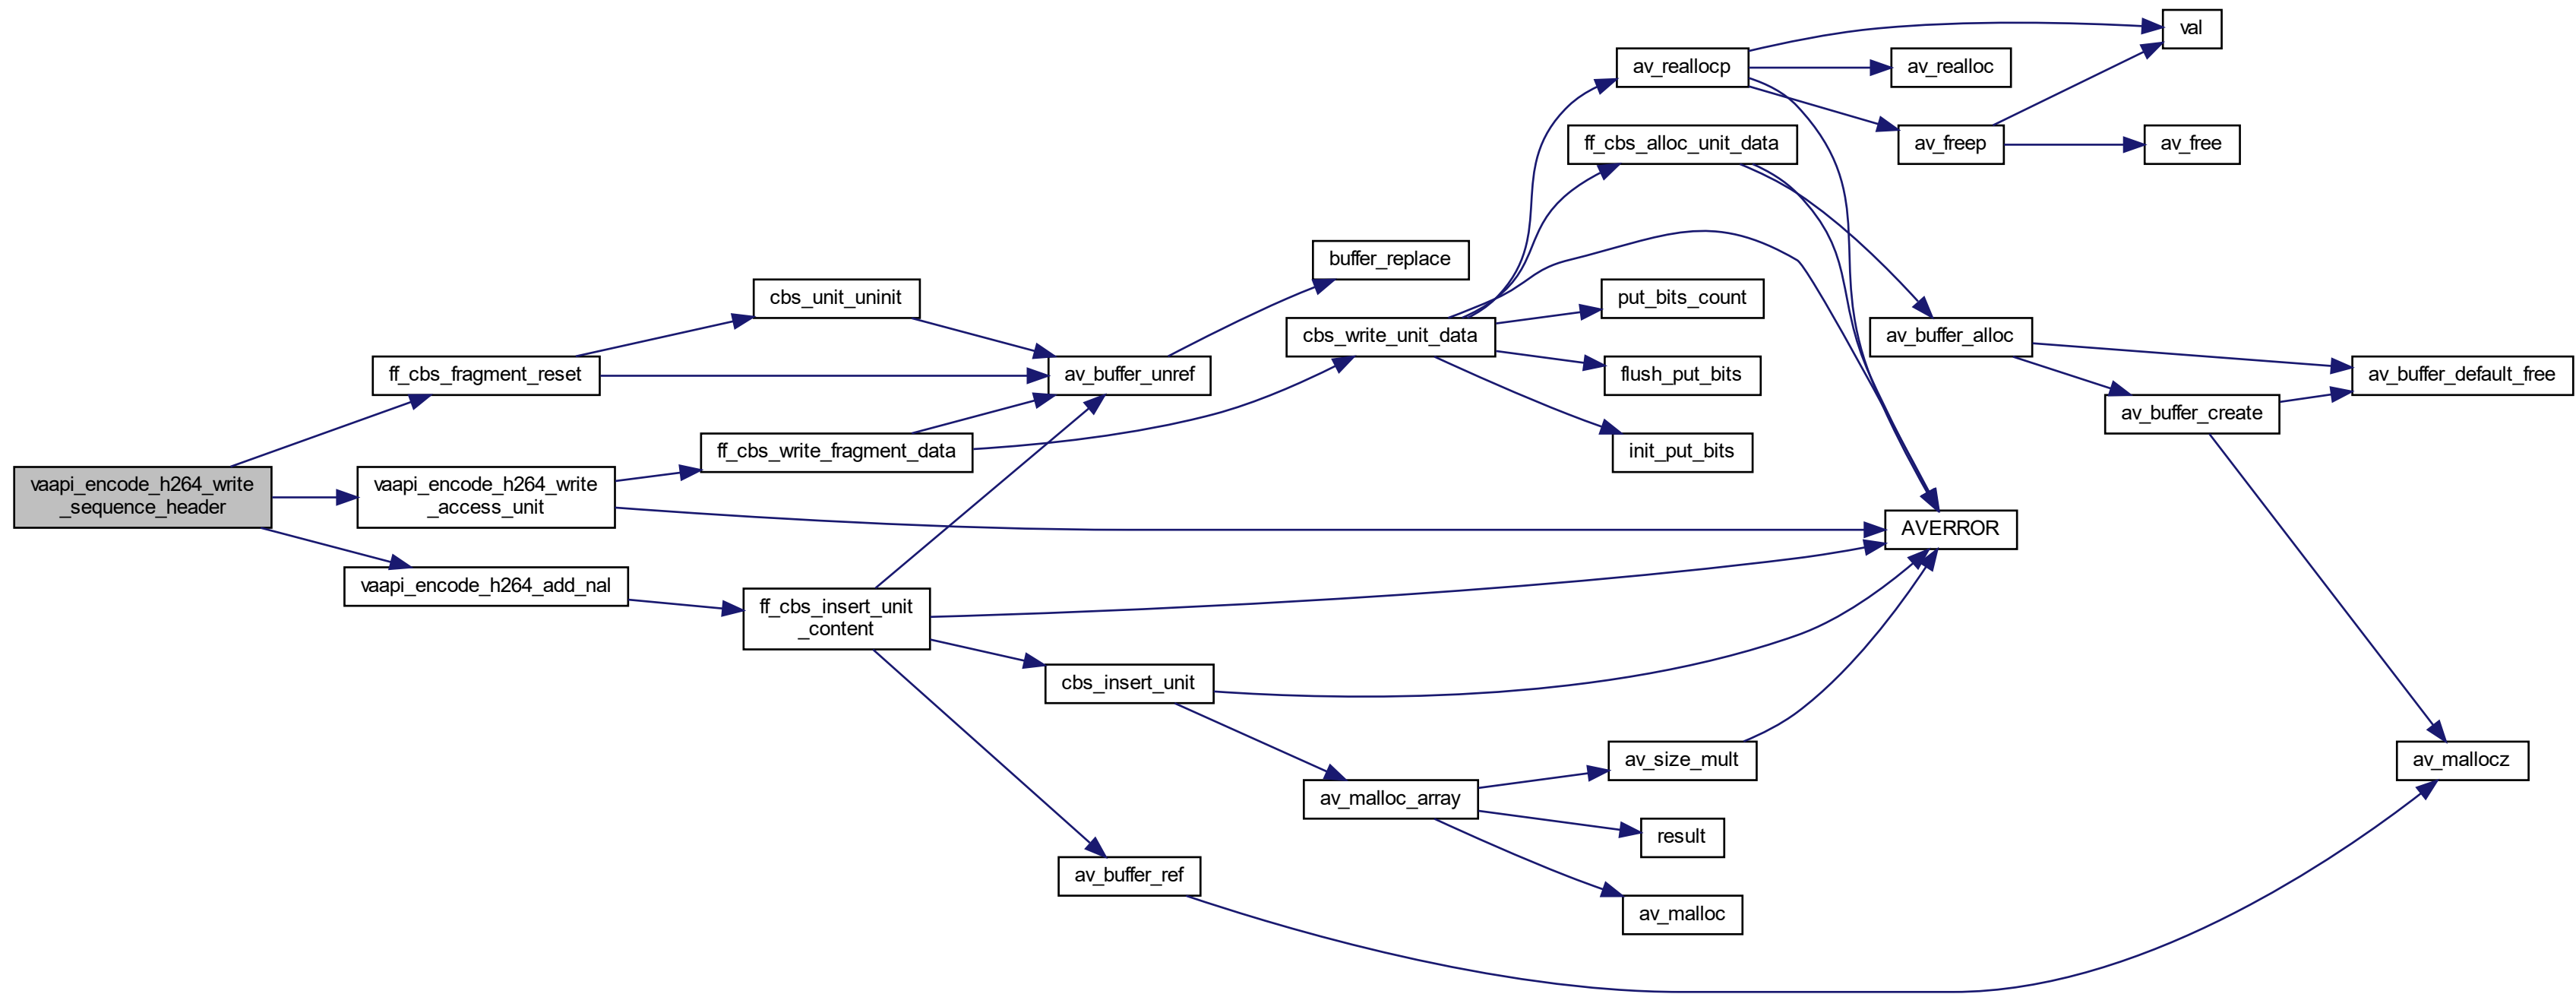 val
av_reallocp
av_realloc
ff_cbs_alloc_unit_data
av_freep
av_free
buffer_replace
cbs_unit_uninit
put_bits_count
cbs_write_unit_data
av_buffer_alloc
ff_cbs_fragment_reset
av_buffer_unref
flush_put_bits
av_buffer_default_free
av_buffer_create
ff_cbs_write_fragment_data
init_put_bits
vaapi_encode_h264_write
_sequence_header
vaapi_encode_h264_write
_access_unit
AVERROR
vaapi_encode_h264_add_nal
ff_cbs_insert_unit
_content
cbs_insert_unit
av_size_mult
av_mallocz
av_malloc_array
result
av_buffer_ref
av_malloc